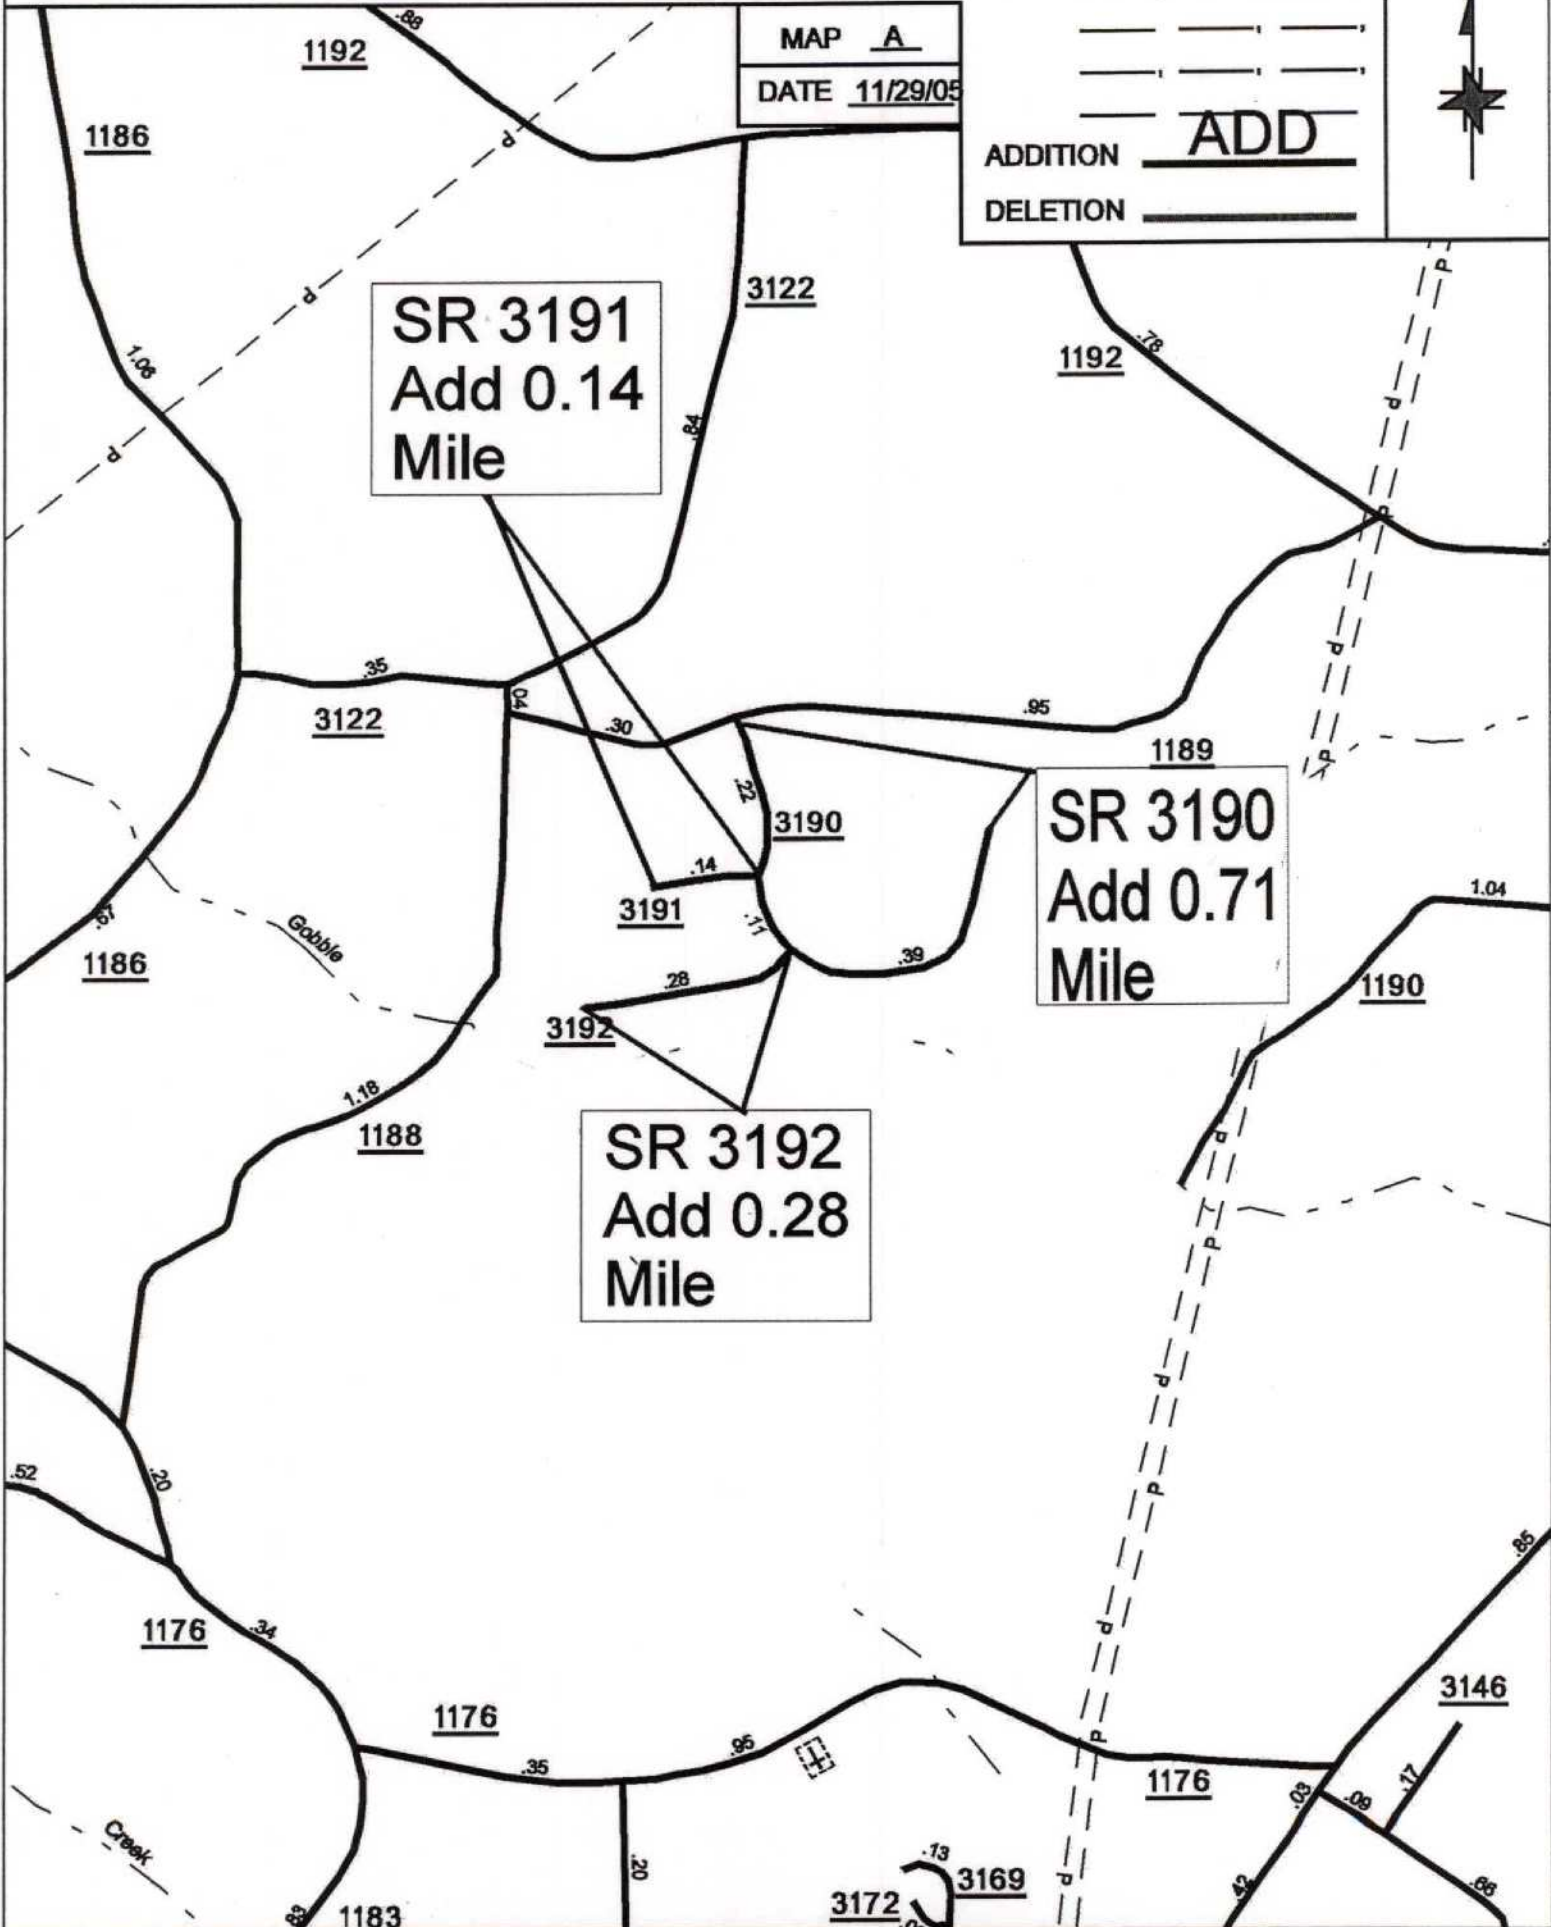 .88
1192
MAP A
DATE 11/29/05
1186
ADD
ADDITION
DELETION
P
P
P
P
SR 3191
Add 0.14
Mile
3122
1192
.78
1.06
P
.84
P
P
P
.35
.04
3122
.30
.95
1189
P
.22
3190
SR 3190
Add 0.71
Mile
.14
3191
.11
.39
1.04
.67
1186
Gobble
1190
.28
3192
1.18
1188
P
SR 3192
Add 0.28
Mile
P
P
.52
.20
P
.85
1176
.34
P
3146
1176
.35
.95
P
1176
.17
.03
.09
Creek
.20
.13
3169
P
.42
.66
3172
.83
1183